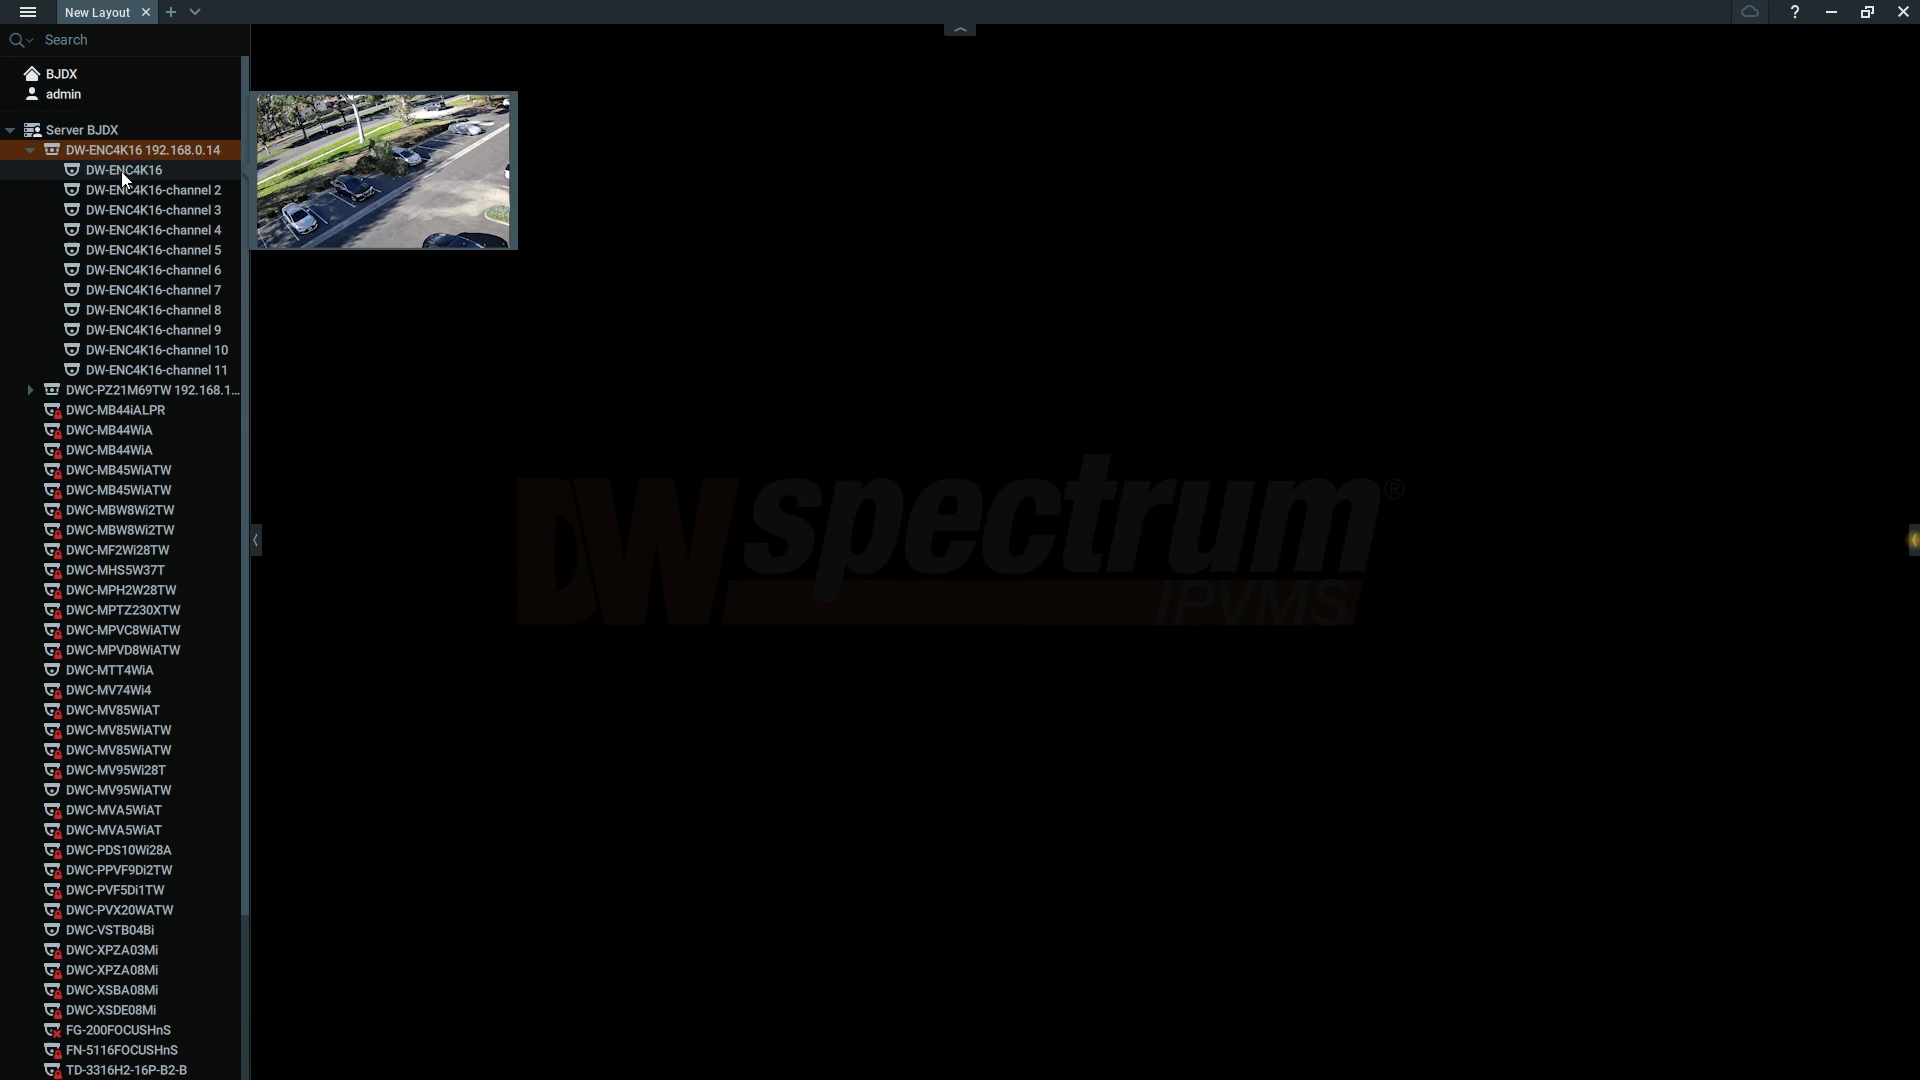 New Layout
Search
BJDX
admin
Server BJDX
DW-ENC4K16 192.168.0.14
DW-ENC4K16
DW-ENC4K16-channel 2
DW-ENC4K16-channel 3
DW-ENC4K16-channel 4
DW-ENC4K16-channel 5
DW-ENC4K16-channel 6
DW-ENC4K16-channel 7
DW-ENC4K16-channel 8
DW-ENC4K16-channel 9
DW-ENC4K16-channel 10
DW-ENC4K16-channel 11
DWC-PZ21M69TW 192.168.1...
DWC-MB44iALPR
DWC-MB44WiA
DWC-MB44WiA
DWC-MB45WiATW
DWC-MB45WiATW
DWC-MBW8Wi2TW
DWC-MBW8Wi2TW
DWC-MF2Wi28TW
DWC-MHS5W37T
DWC-MPH2W28TW
DWC-MPTZ230XTW
DWC-MPVC8WiATW
DWC-MPVD8WiATW
DWC-MTT4WiA
DWC-MV74Wi4
DWC-MV85WiAT
DWC-MV85WiATW
DWC-MV85WiATW
DWC-MV95Wi28T
DWC-MV95WiATW
DWC-MVA5WiAT
DWC-MVA5WiAT
DWC-PDS10Wi28A
DWC-PPVF9Di2TW
DWC-PVF5Di1TW
DWC-PVX20WATW
DWC-VSTB04Bi
DWC-XPZA03Mi
DWC-XPZA08Mi
DWC-XSBA08Mi
DWC-XSDE08Mi
FG-200FOCUSHnS
FN-5116FOCUSHnS
TD-3316H2-16P-B2-B
DW spectrum®
IPVMS